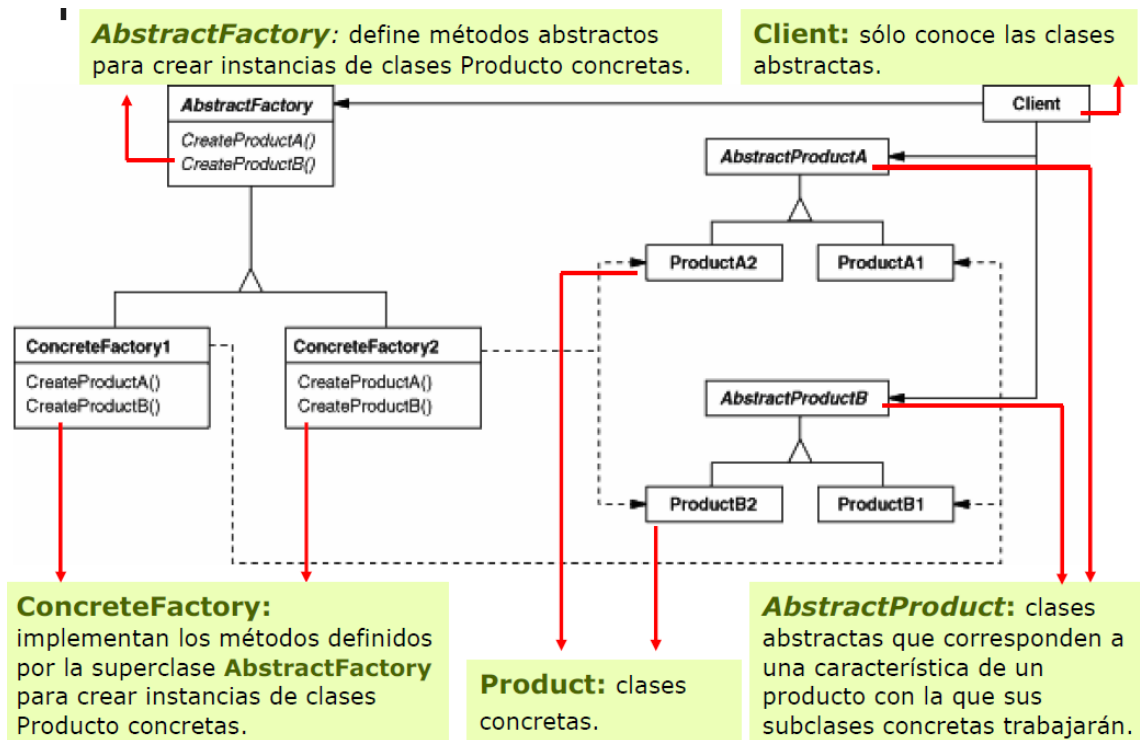 AbstractFactory: define métodos abstractos
para crear instancias de clases Producto concretas.
Client: sólo conoce las clases
abstractas.
AbstractFactory
CreateProductA()
CreateProductB()
Client
AbstractProductA
ProductA2
ProductA1
ConcreteFactory1
CreateProductA()
CreateProductB()
ConcreteFactory2
CreateProductA()
CreateProductB()
AbstractProductB
ProductB2
ProductB1
ConcreteFactory:
implementan los métodos definidos
por la superclase AbstractFactory
para crear instancias de clases
Producto concretas.
Product: clases
concretas.
AbstractProduct: clases
abstractas que corresponden a
una característica de un
producto con la que sus
subclases concretas trabajarán.